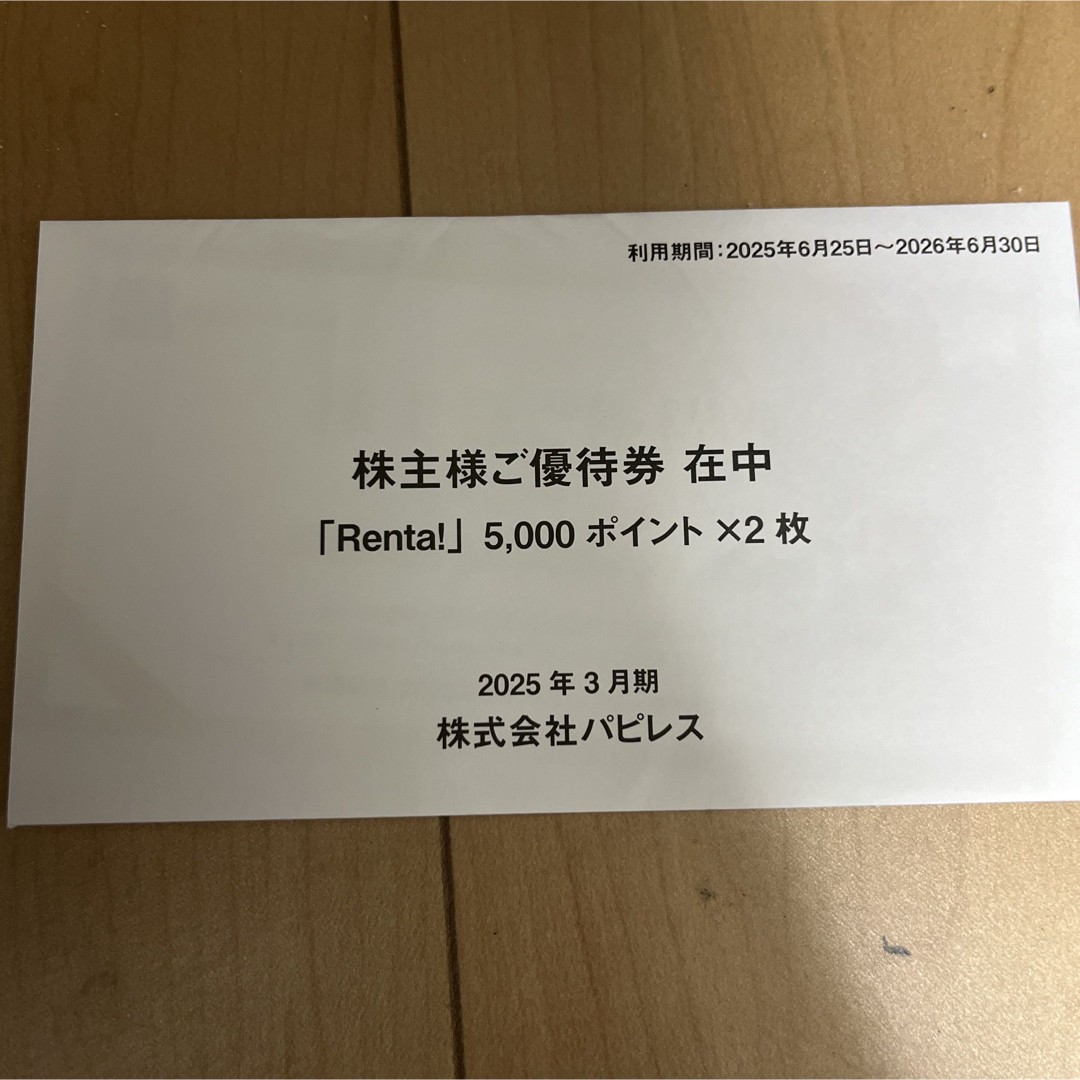 利用期間：2025年6月25日〜2026年6月30日
株主様ご優待券 在中
「Renta!」 5,000 ポイント ×2 枚
2025 年 3 月期
株式会社パピレス